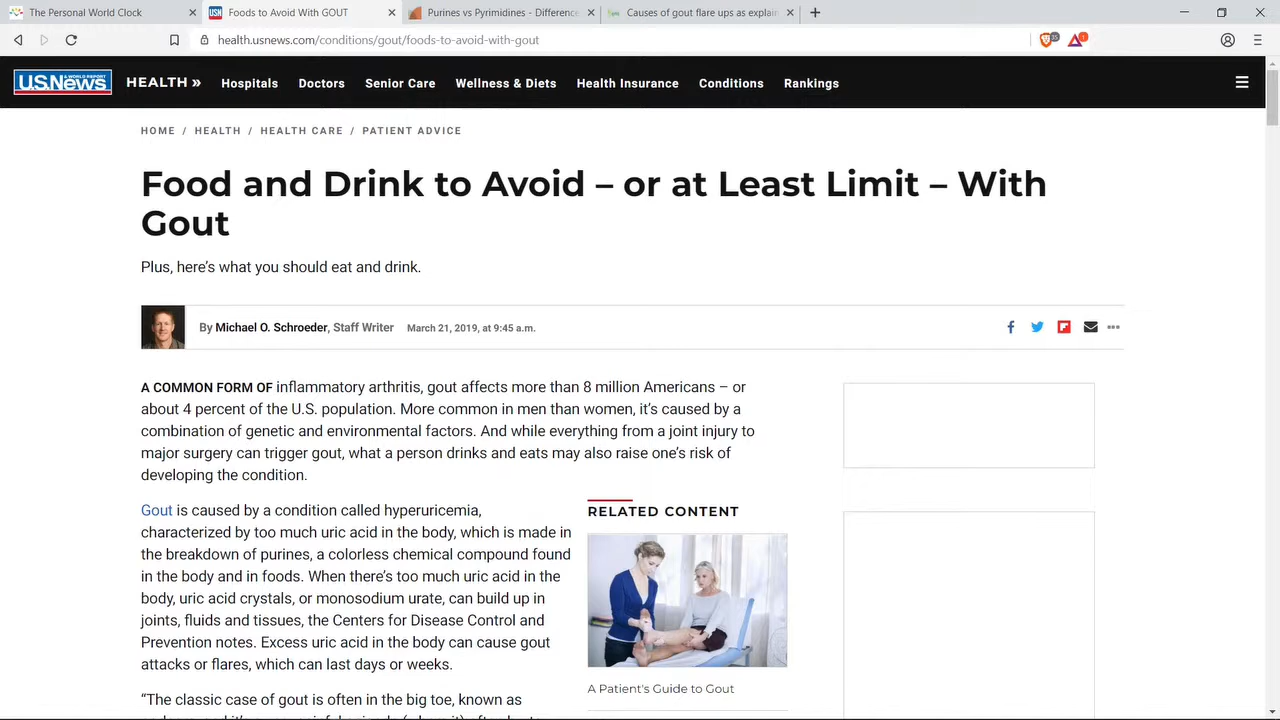 The Personal World Clock
Foods to Avoid With GOUT
Purines vs Pyrimidines - Difference
Causes of gout flare ups as explain
health.usnews.com/conditions/gout/foods-to-avoid-with-gout
U.S.News HEALTH » Hospitals Doctors Senior Care Wellness & Diets Health Insurance Conditions Rankings
HOME / HEALTH / HEALTH CARE / PATIENT ADVICE
Food and Drink to Avoid – or at Least Limit – With
Gout
Plus, here's what you should eat and drink.
By Michael O. Schroeder, Staff Writer March 21, 2019, at 9:45 a.m.
A COMMON FORM OF inflammatory arthritis, gout affects more than 8 million Americans – or
about 4 percent of the U.S. population. More common in men than women, it's caused by a
combination of genetic and environmental factors. And while everything from a joint injury to
major surgery can trigger gout, what a person drinks and eats may also raise one's risk of
developing the condition.
Gout is caused by a condition called hyperuricemia,
characterized by too much uric acid in the body, which is made in
the breakdown of purines, a colorless chemical compound found
in the body and in foods. When there's too much uric acid in the
body, uric acid crystals, or monosodium urate, can build up in
joints, fluids and tissues, the Centers for Disease Control and
Prevention notes. Excess uric acid in the body can cause gout
attacks or flares, which can last days or weeks.
"The classic case of gout is often in the big toe, known as
RELATED CONTENT
A Patient's Guide to Gout